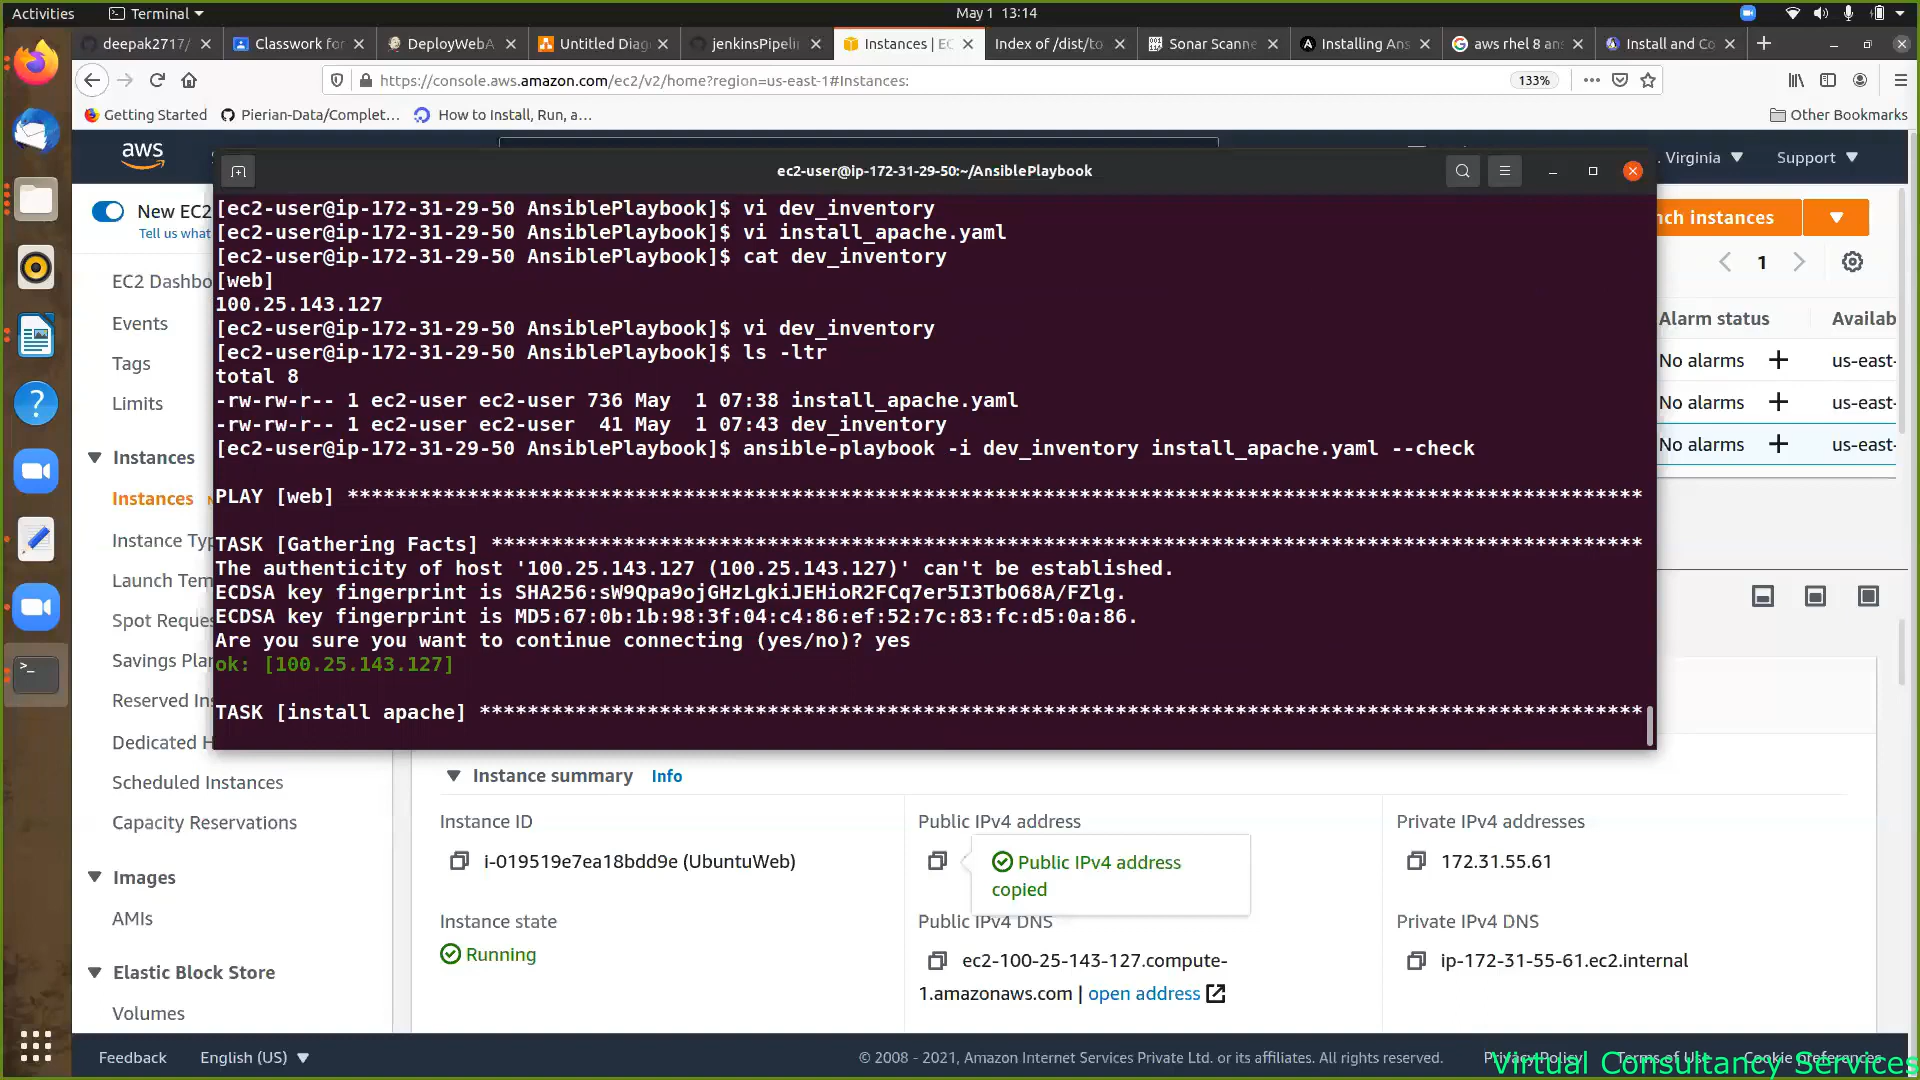 Activities
Terminal
May 1 13:14
deepak2717/
Classwork for
DeployWebA
Untitled Diag
jenkinsPipeli
Instances | EC
Index of /dist/to
Sonar Scanne
Installing Ans
aws rhel 8 an
Install and Co
https://console.aws.amazon.com/ec2/v2/home?region=us-east-1#Instances:
133%
Getting Started
Pierian-Data/Complet...
How to Install, Run, a...
Other Bookmarks
aws
Virginia
Support
ec2-user@ip-172-31-29-50:~/AnsiblePlaybook
New EC2
Tell us what
nch instances
1
[ec2-user@ip-172-31-29-50 AnsiblePlaybook]$ vi dev_inventory
[ec2-user@ip-172-31-29-50 AnsiblePlaybook]$ vi install_apache.yaml
[ec2-user@ip-172-31-29-50 AnsiblePlaybook]$ cat dev_inventory
[web]
100.25.143.127
[ec2-user@ip-172-31-29-50 AnsiblePlaybook]$ vi dev_inventory
[ec2-user@ip-172-31-29-50 AnsiblePlaybook]$ ls -ltr
total 8
-rw-rw-r-- 1 ec2-user ec2-user 736 May  1 07:38 install_apache.yaml
-rw-rw-r-- 1 ec2-user ec2-user  41 May  1 07:43 dev_inventory
[ec2-user@ip-172-31-29-50 AnsiblePlaybook]$ ansible-playbook -i dev_inventory install_apache.yaml --check
PLAY [web] ************************************************************************************************************
TASK [Gathering Facts] ************************************************************************************************
The authenticity of host '100.25.143.127 (100.25.143.127)' can't be established.
ECDSA key fingerprint is SHA256:sW9Qpa9ojGHzLgkiJEHioR2FCq7er5I3TbO68A/FZlg.
ECDSA key fingerprint is MD5:67:0b:1b:98:3f:04:c4:86:ef:52:7c:83:fc:d5:0a:86.
Are you sure you want to continue connecting (yes/no)? yes
ok: [100.25.143.127]
TASK [install apache] *************************************************************************************************
Alarm status
Availab
No alarms
us-east-
No alarms
us-east-
No alarms
us-east-
EC2 Dashbo
Events
Tags
Limits
Instances
Instances
Instance Typ
Launch Tem
Spot Reque
Savings Pla
Reserved Ins
Dedicated H
Scheduled Instances
Capacity Reservations
Images
AMIs
Elastic Block Store
Volumes
Instance summary
Info
Instance ID
i-019519e7ea18bdd9e (UbuntuWeb)
Public IPv4 address
Public IPv4 address
copied
Private IPv4 addresses
172.31.55.61
Instance state
Running
Public IPv4 DNS
ec2-100-25-143-127.compute-
1.amazonaws.com | open address
Private IPv4 DNS
ip-172-31-55-61.ec2.internal
Feedback
English (US)
© 2008 - 2021, Amazon Internet Services Private Ltd. or its affiliates. All rights reserved.
Privacy Policy
Terms of Use
Cookie Preferences
Virtual Consultancy Services